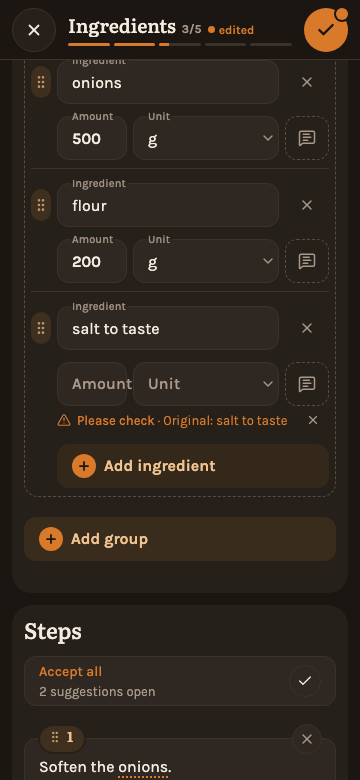 Ingredients 3/5 edited
Ingredient
onions
Amount Unit
500 g
Ingredient
flour
Amount Unit
200 g
Ingredient
salt to taste
Amount Unit
Please check · Original: salt to taste
Add ingredient
Add group
Steps
Accept all
2 suggestions open
1
Soften the onions.